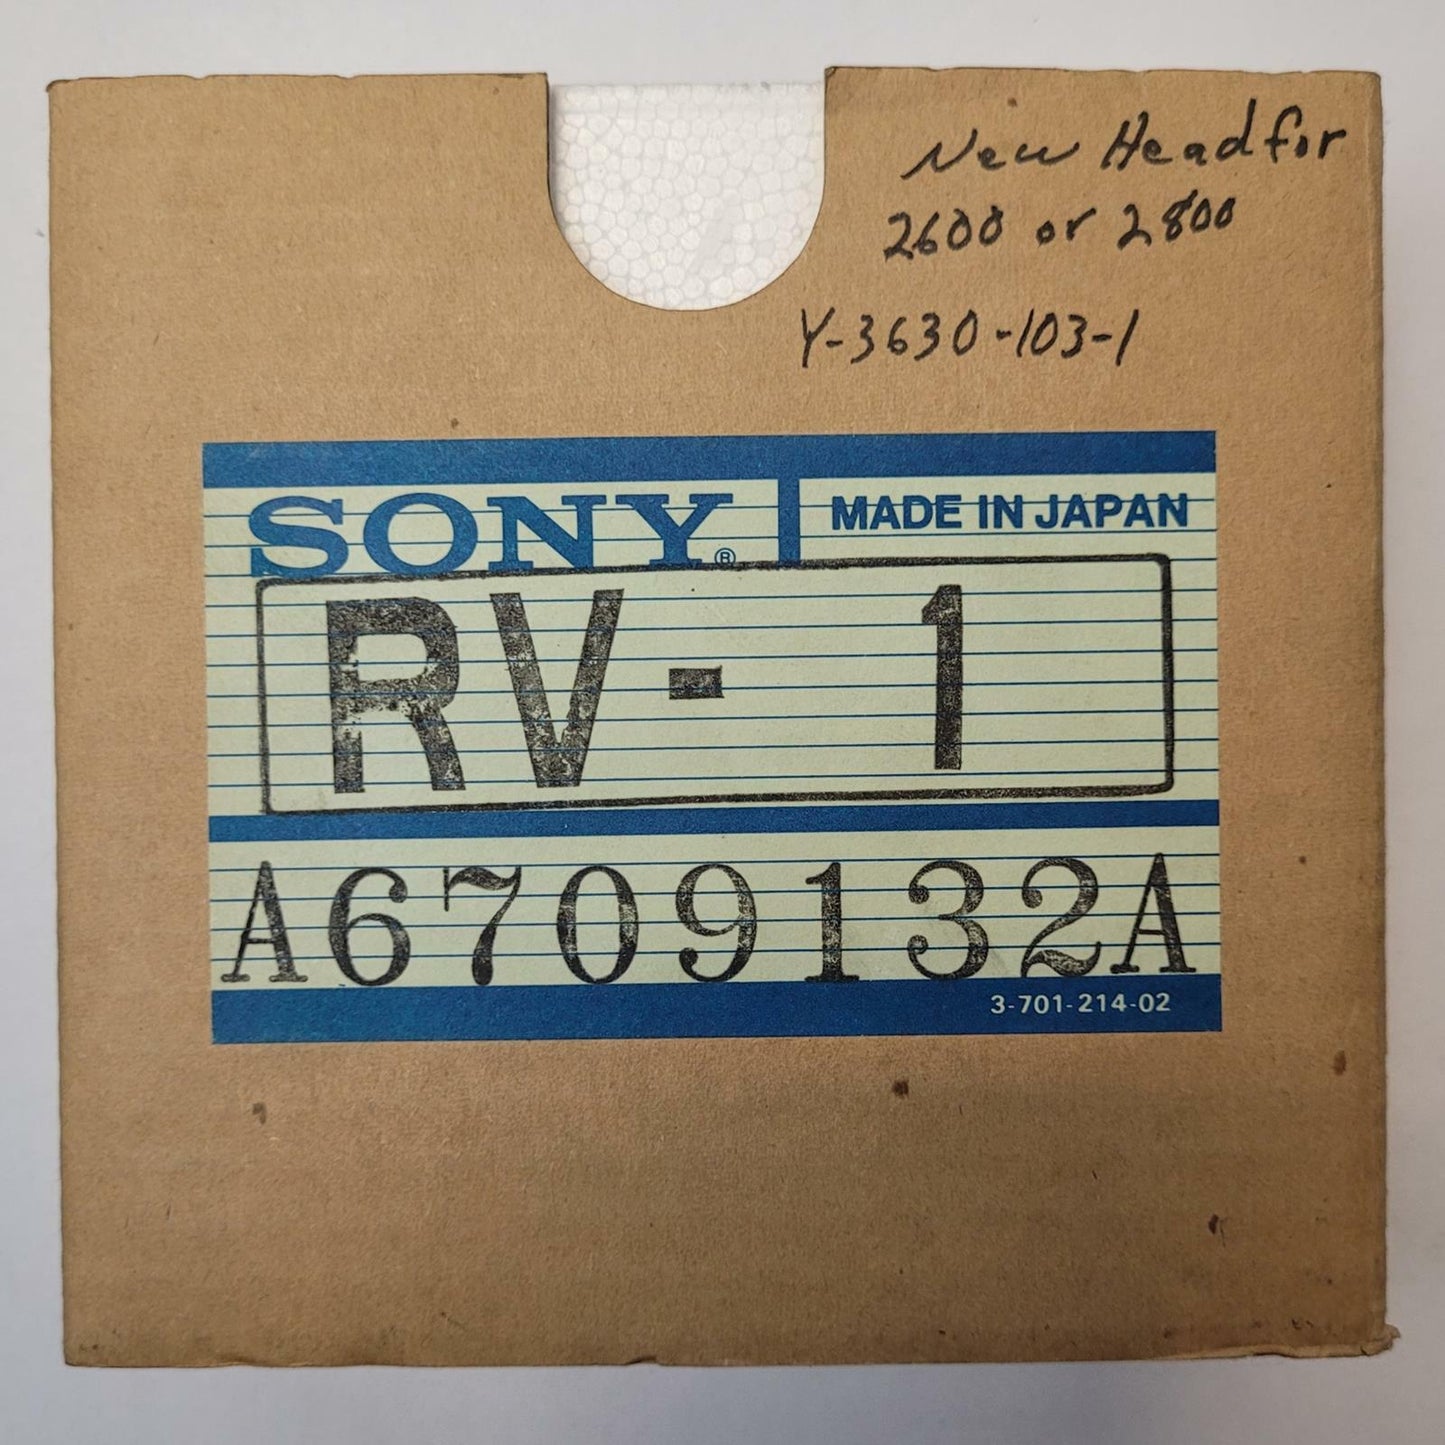 New Head for
2600 or 2800
Y-3630-103-1
SONY®
MADE IN JAPAN
RV-1
A6709132A
3-701-214-02